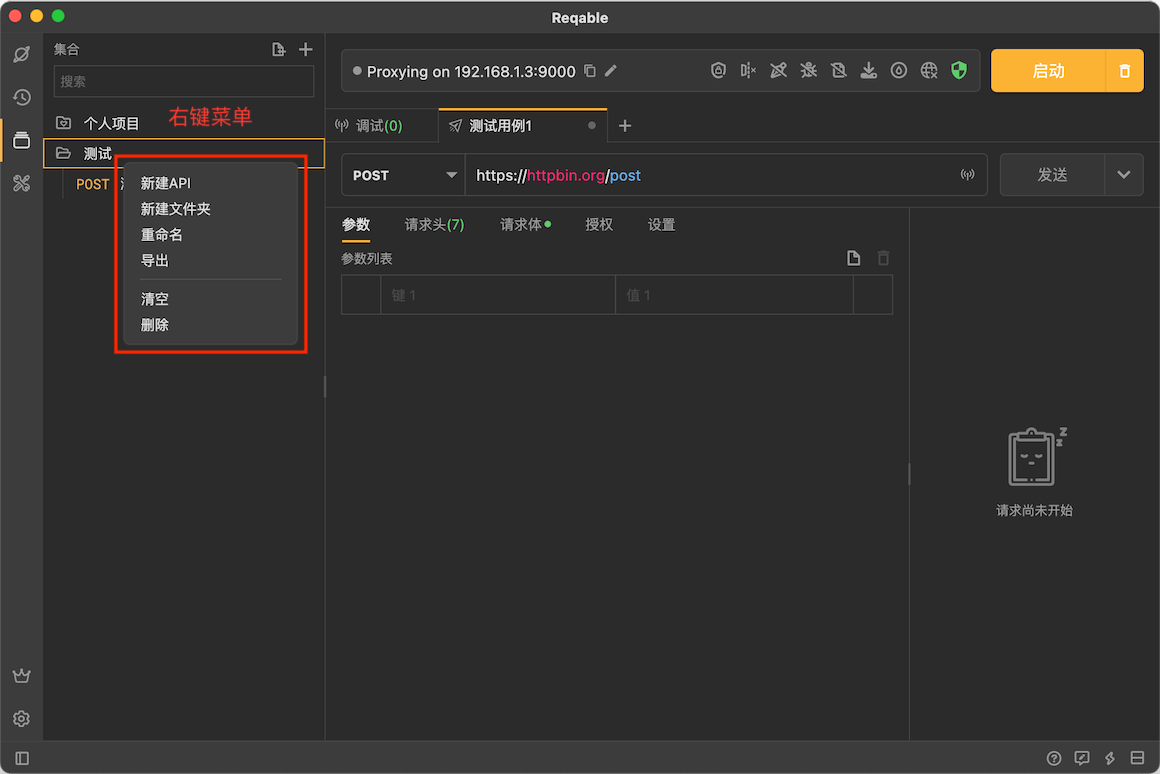 Reqable
集合
搜索
右键菜单
个人项目
测试
POST
新建API
新建文件夹
重命名
导出
清空
删除
Proxying on 192.168.1.3:9000
启动
调试(0)
测试用例1
POST
https://httpbin.org/post
发送
参数 请求头(7) 请求体 授权 设置
参数列表
键 1 值 1
请求尚未开始